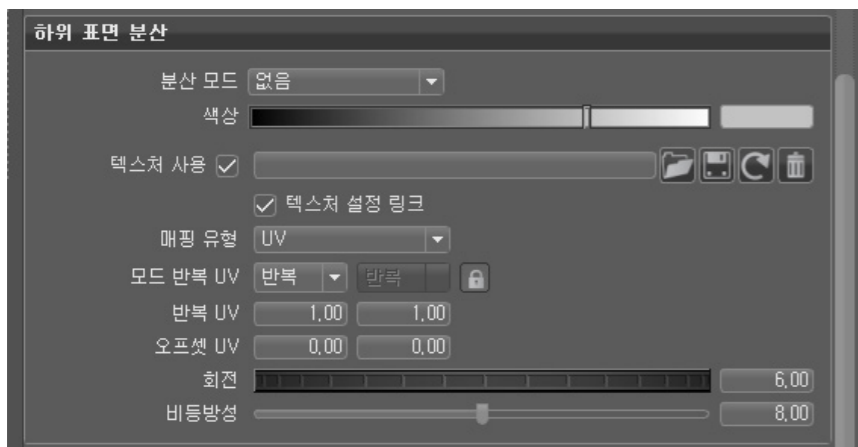 하위 표면 분산
분산 모드 없음
색상
텍스처 사용
텍스처 설정 링크
매핑 유형 UV
모드 반복 UV 반복 반복
반복 UV 1,00 1,00
오프셋 UV 0,00 0,00
회전 6,00
비등방성 8,00